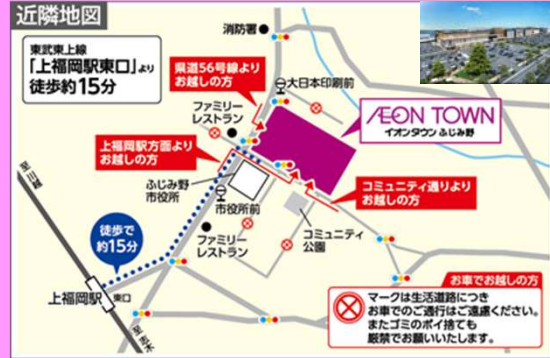 近隣地図
東武東上線
「上福岡駅東口」より
徒歩約15分
消防署
県道56号線より
お越しの方
大日本印刷前
ファミリー
レストラン
ÆON TOWN
イオンタウン ふじみ野
上福岡駅方面より
お越しの方
ふじみ野
市役所
市役所前
コミュニティ通りより
お越しの方
コミュニティ
公園
ファミリー
レストラン
至川越
徒歩で
約15分
上福岡駅
東口
至志木
お車でお越しの方
マークは生活道路につき
お車でのご通行はご遠慮ください。
またゴミのポイ捨ても
厳禁でお願いいたします。